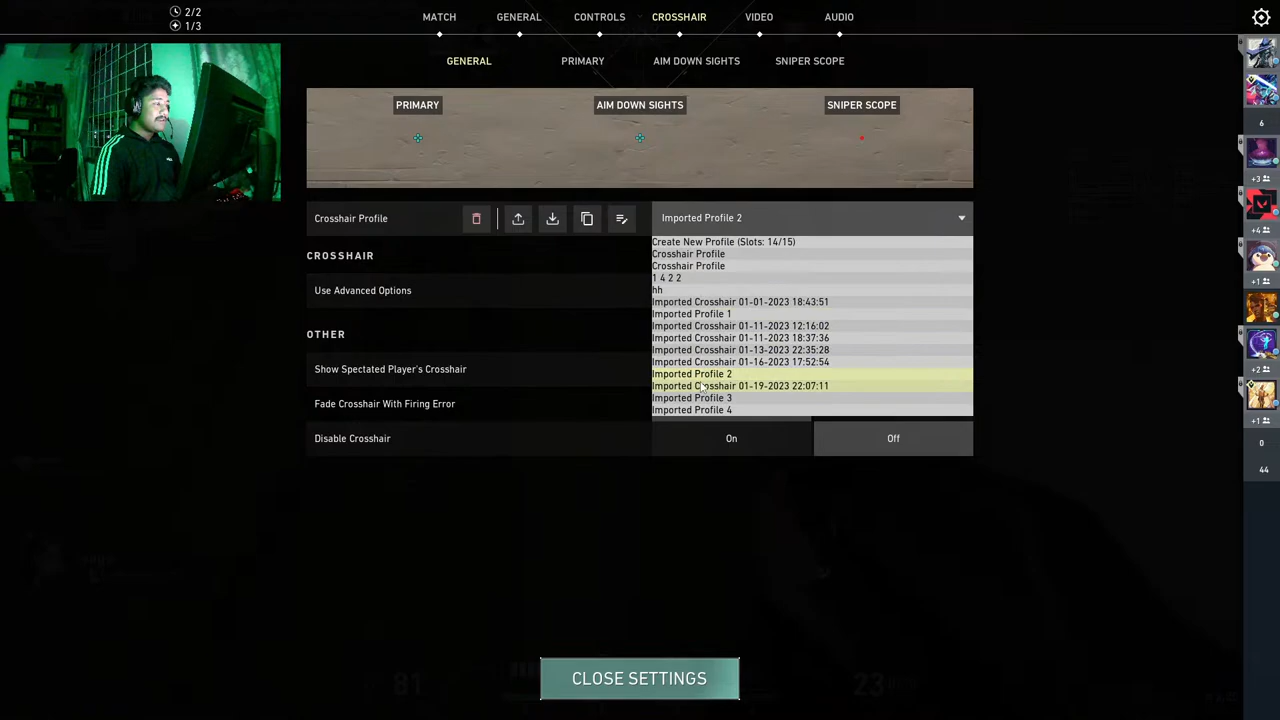 2/2
1/3
MATCH
GENERAL
CONTROLS
CROSSHAIR
VIDEO
AUDIO
GENERAL
PRIMARY
AIM DOWN SIGHTS
SNIPER SCOPE
PRIMARY
AIM DOWN SIGHTS
SNIPER SCOPE
Crosshair Profile
Imported Profile 2
Create New Profile (Slots: 14/15)
Crosshair Profile
Crosshair Profile
1 4 2 2
hh
Imported Crosshair 01-01-2023 18:43:51
Imported Profile 1
Imported Crosshair 01-11-2023 12:16:02
Imported Crosshair 01-11-2023 18:37:36
Imported Crosshair 01-13-2023 22:35:28
Imported Crosshair 01-16-2023 17:52:54
Imported Profile 2
Imported Crosshair 01-19-2023 22:07:11
Imported Profile 3
Imported Profile 4
CROSSHAIR
Use Advanced Options
OTHER
Show Spectated Player's Crosshair
Fade Crosshair With Firing Error
Disable Crosshair
On
Off
CLOSE SETTINGS
81
23
6
+3
+4
+1
+2
+1
0
44